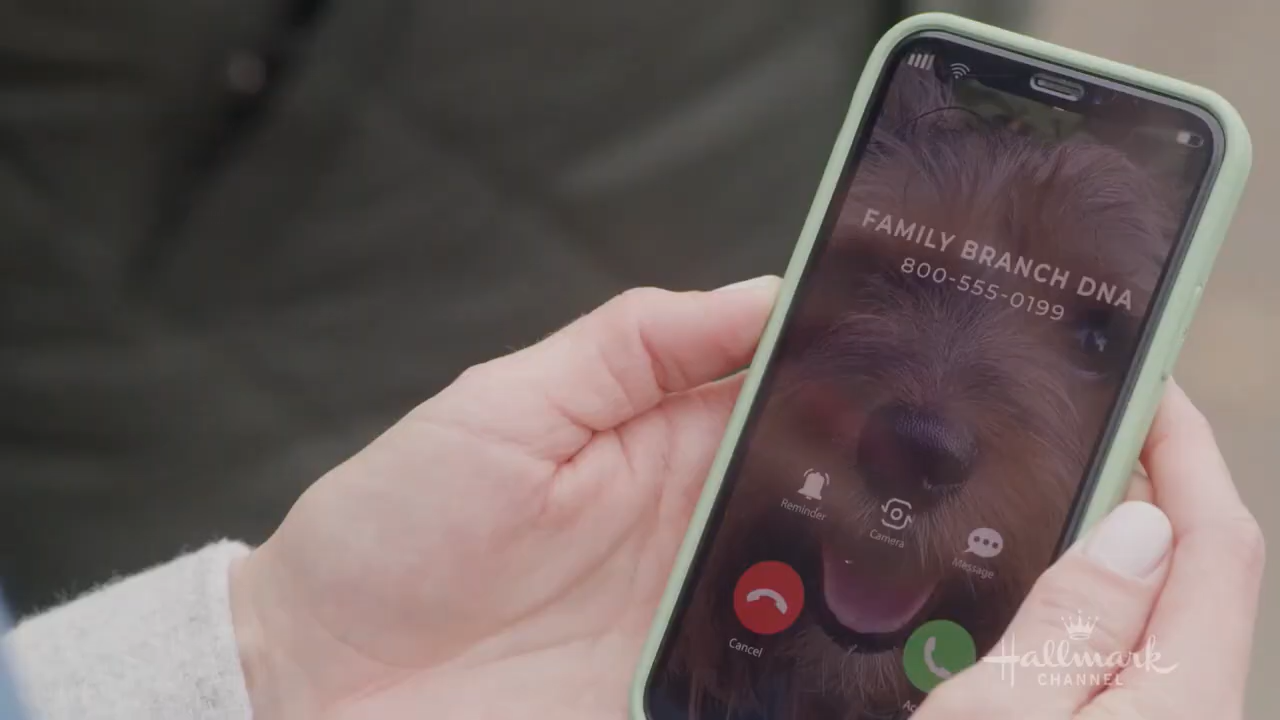 FAMILY BRANCH DNA
800-555-0199
Reminder
Camera
Message
Cancel
Hallmark
CHANNEL